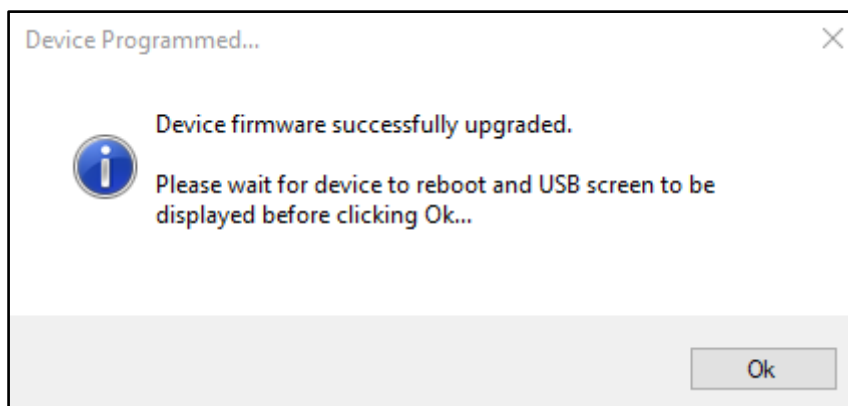 Device Programmed...
Device firmware successfully upgraded.
Please wait for device to reboot and USB screen to be
displayed before clicking Ok...
Ok